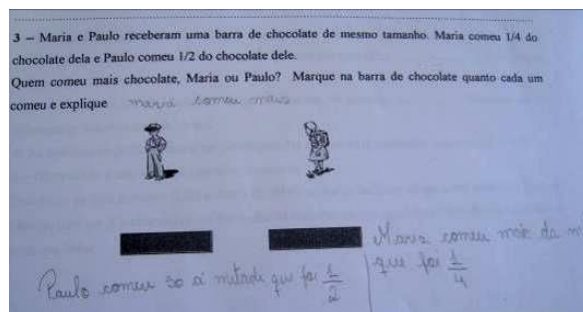 3 – Maria e Paulo receberam uma barra de chocolate de mesmo tamanho. Maria comeu 1/4 do
chocolate dela e Paulo comeu 1/2 do chocolate dele.
Quem comeu mais chocolate, Maria ou Paulo? Marque na barra de chocolate quanto cada um
comeu e explique maria comeu mais
Paulo comeu so a mitade que foi 1/2
Maria comeu mais da m
que foi 1/4